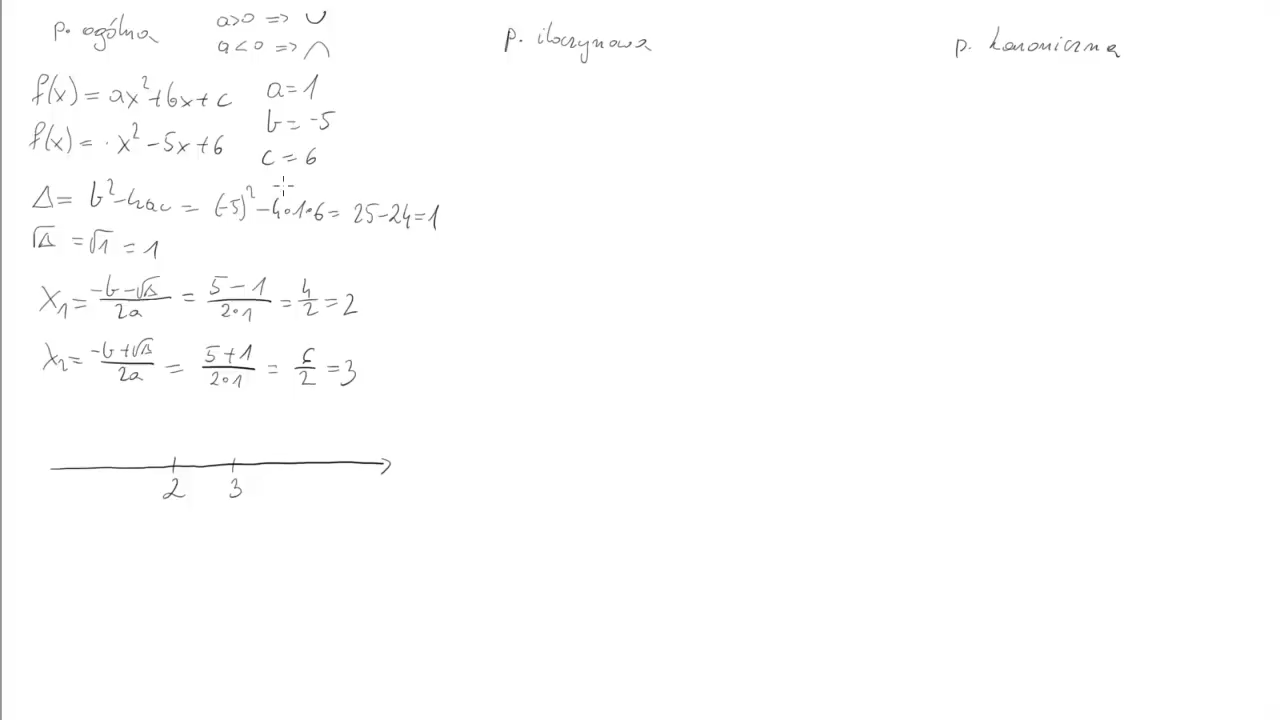 p. ogólna
a>0 => ∪
a<0 => ∩
f(x) = ax²+bx+c
f(x) = x² - 5x + 6
a = 1
b = -5
c = 6
Δ = b²-4ac = (-5)² - 4•1•6 = 25-24 = 1
√Δ = √1 = 1
x₁ = (-b-√Δ)/2a = (5-1)/(2•1) = 4/2 = 2
x₂ = (-b+√Δ)/2a = (5+1)/(2•1) = 6/2 = 3
2 3
p. iloczynowa
p. kanoniczna